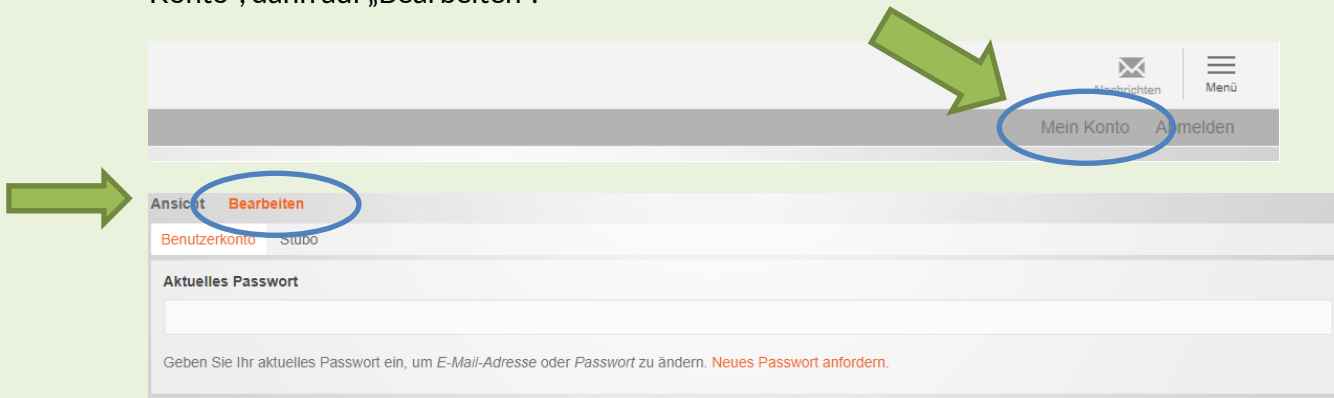 Konto“, dann auf „Bearbeiten“.
Nachrichten
Menü
Mein Konto Abmelden
Ansicht Bearbeiten
Benutzerkonto Stubo
Aktuelles Passwort
Geben Sie Ihr aktuelles Passwort ein, um E-Mail-Adresse oder Passwort zu ändern. Neues Passwort anfordern.